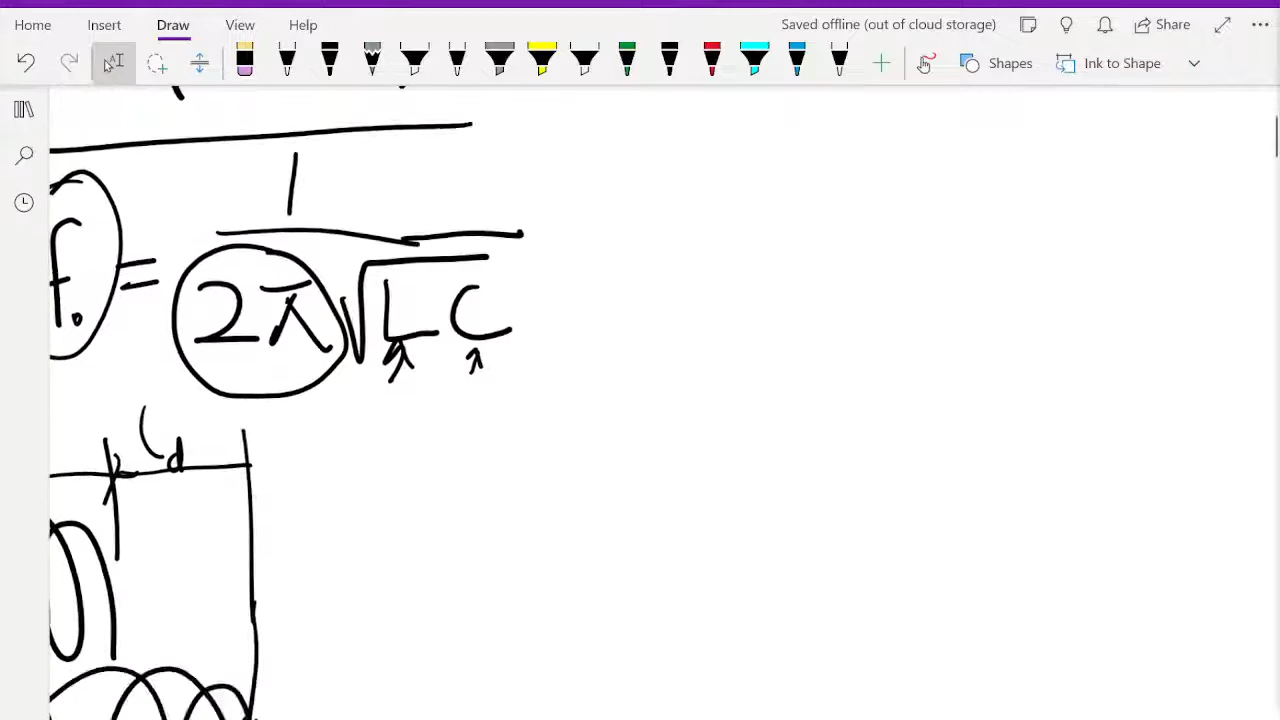 Home Insert Draw View Help Saved offline (out of cloud storage) Share
Shapes Ink to Shape
1
f₀ = 2π√LC
ld